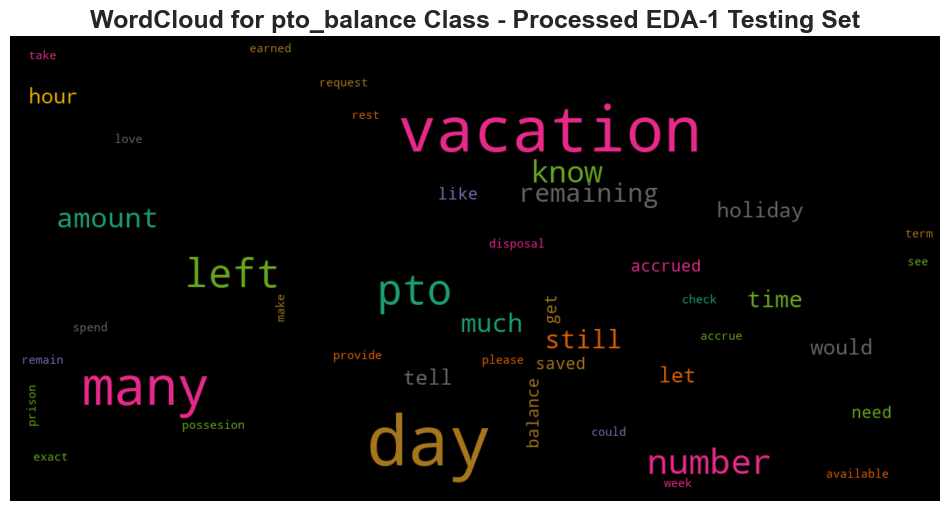 WordCloud for pto_balance Class - Processed EDA-1 Testing Set
take
earned
request
hour
rest
love
vacation
know
like
remaining
amount
holiday
term
disposal
left
accrued
see
pto
make
get
check
time
much
spend
still
accrue
would
remain
provide
please
saved
many
tell
let
prison
balance
need
possesion
could
day
exact
number
week
available